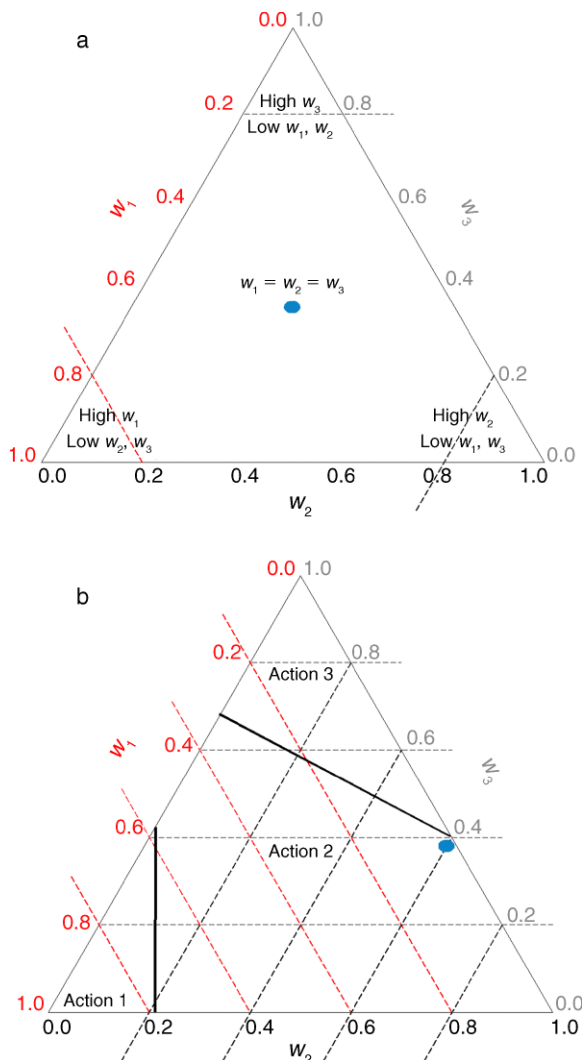 a
0.0 1.0
0.2 High w3 0.8
Low w1, w2
0.4 0.6
w1 w3
0.6 w1 = w2 = w3 0.4
0.8 0.2
High w1 High w2
Low w2, w3 Low w1, w3
1.0 0.0
0.0 0.2 0.4 0.6 0.8 1.0
w2
b
0.0 1.0
0.2 0.8
Action 3
0.4 0.6
w1 w3
0.6 0.4
Action 2
0.8 0.2
Action 1
1.0 0.0
0.0 0.2 0.4 0.6 0.8 1.0
w2